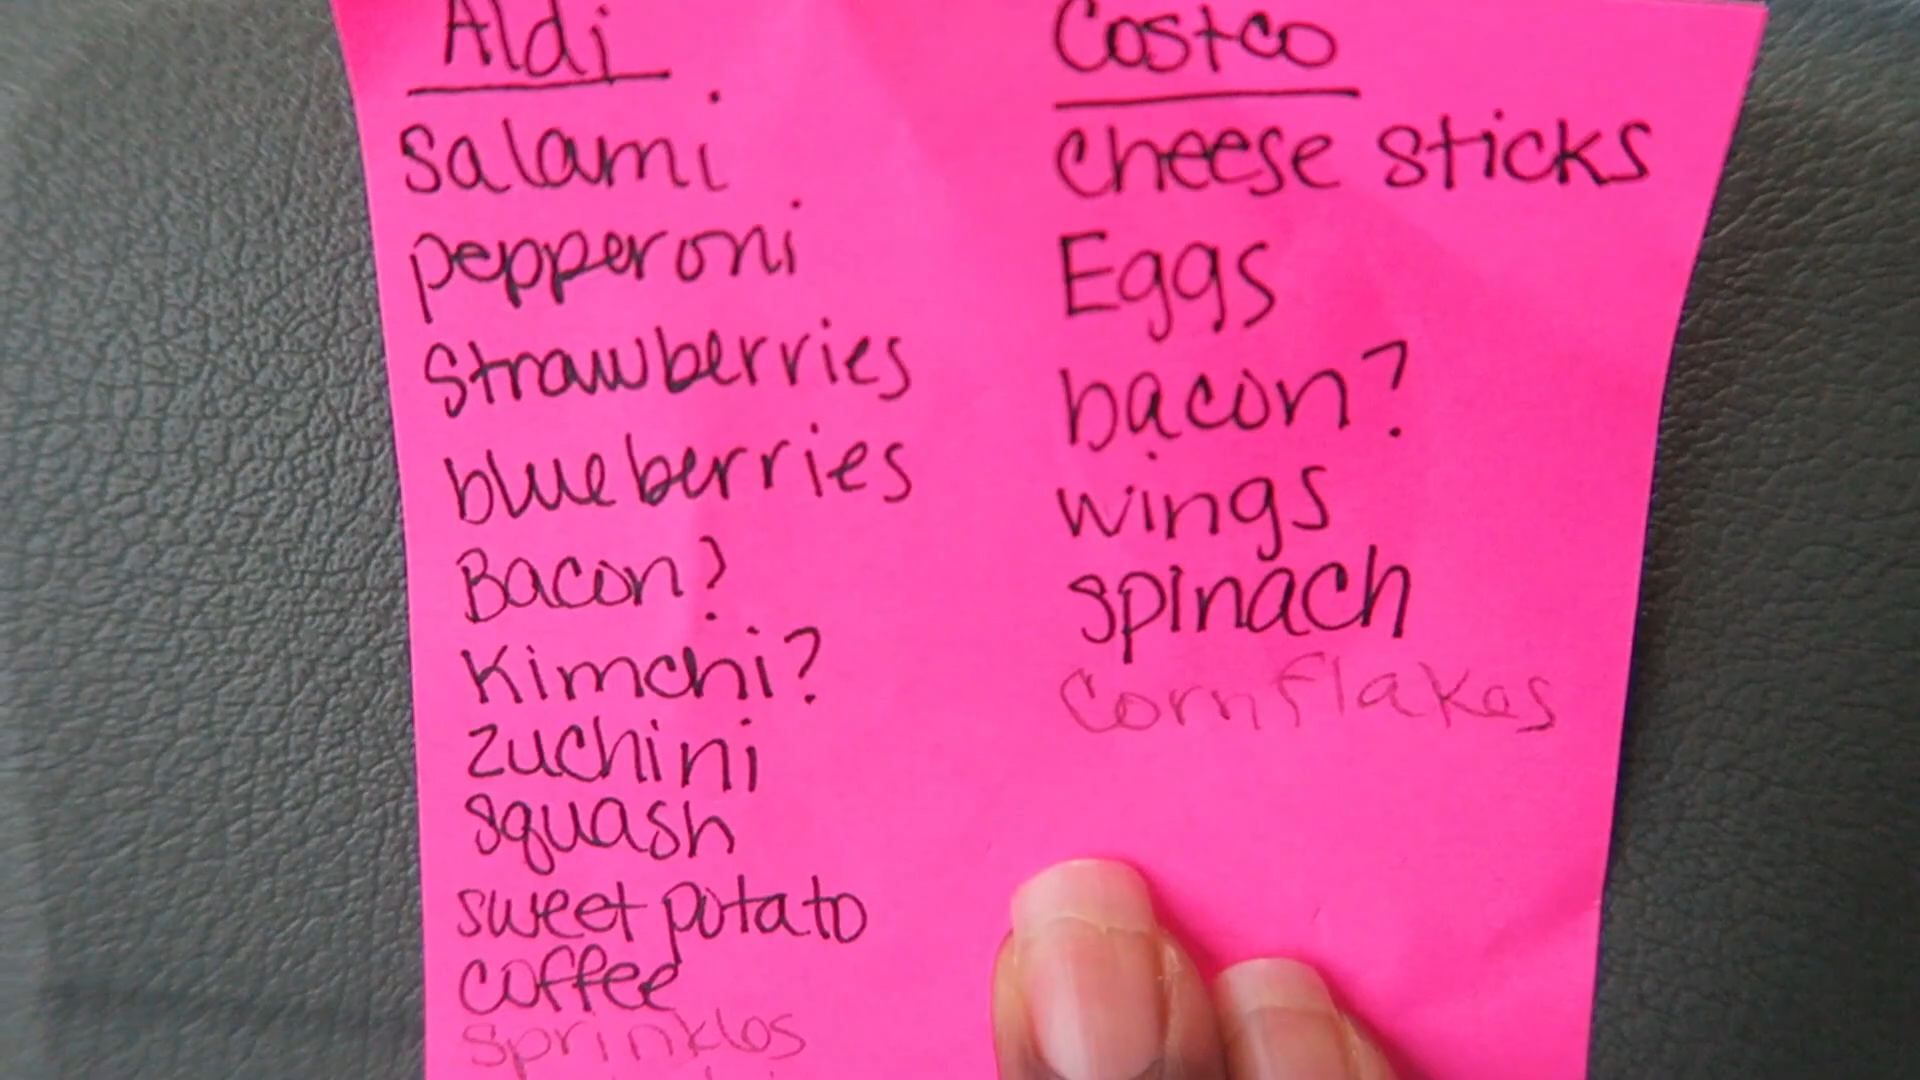 Aldi
salami
pepperoni
strawberries
blueberries
Bacon?
Kimchi?
zuchini
squash
sweet potato
coffee
sprinkles
Costco
cheese sticks
Eggs
bacon?
wings
spinach
cornflakes